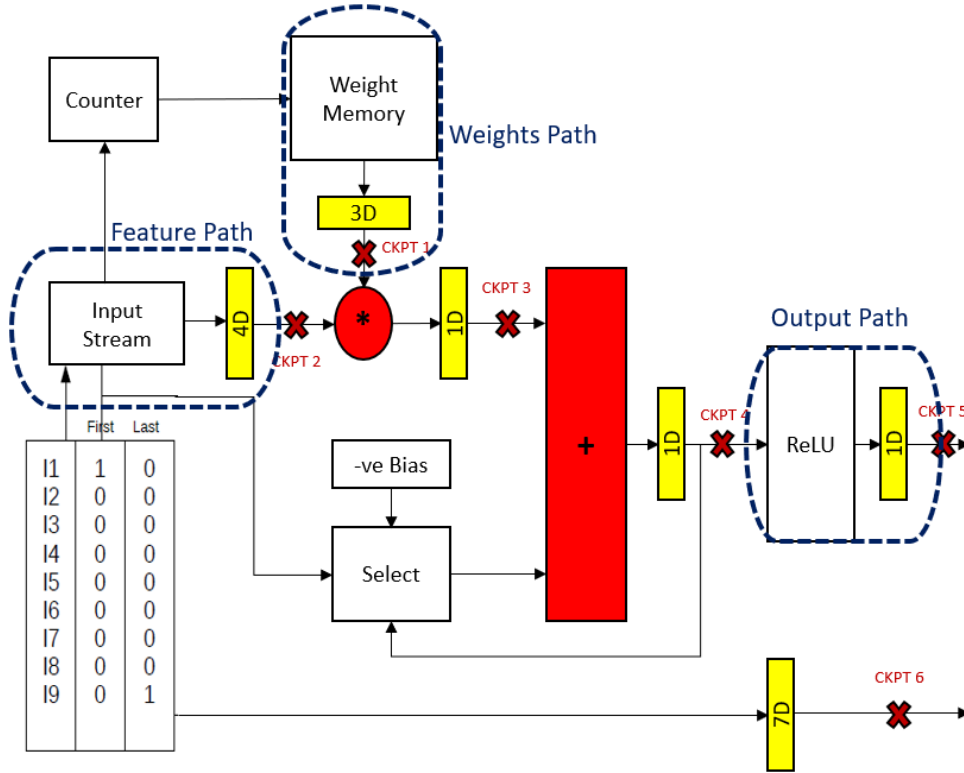 Counter
Weight
Memory
Weights Path
3D
CKPT 1
Feature Path
Input
Stream
4D
CKPT 2
*
1D
CKPT 3
+
1D
CKPT 4
Output Path
ReLU
1D
CKPT 5
-ve Bias
Select
First Last
I1 1 0
I2 0 0
I3 0 0
I4 0 0
I5 0 0
I6 0 0
I7 0 0
I8 0 0
I9 0 1
7D
CKPT 6